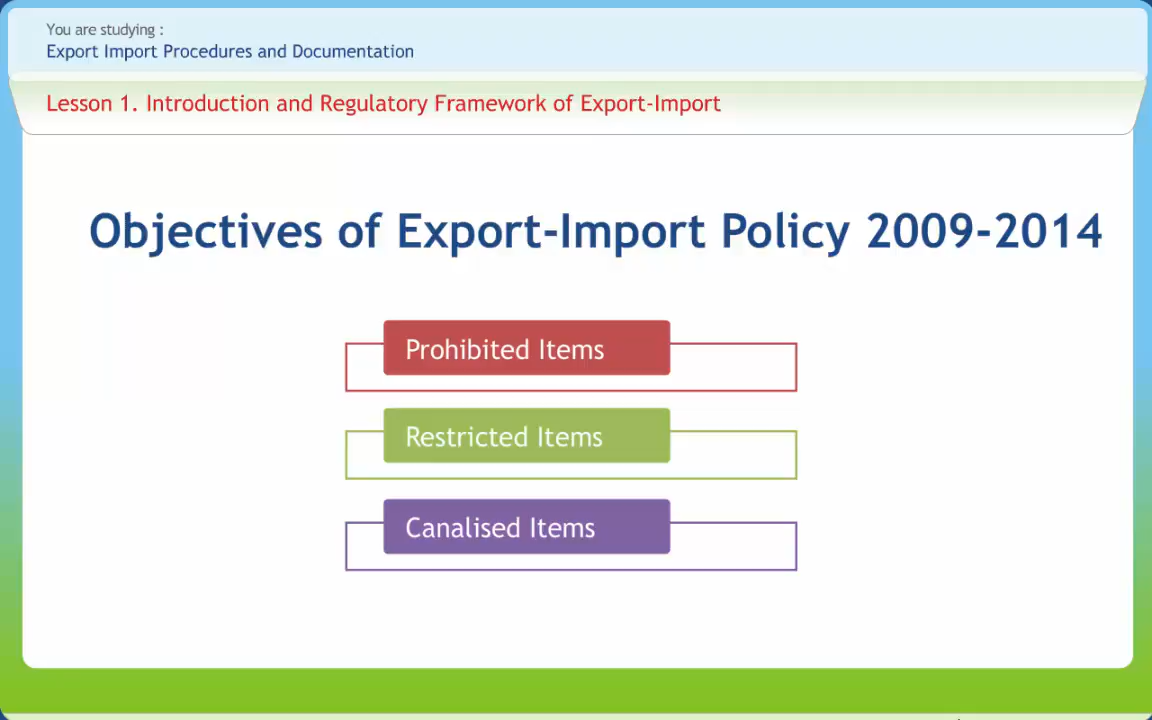 You are studying :
Export Import Procedures and Documentation
Lesson 1. Introduction and Regulatory Framework of Export-Import
Objectives of Export-Import Policy 2009-2014
Prohibited Items
Restricted Items
Canalised Items